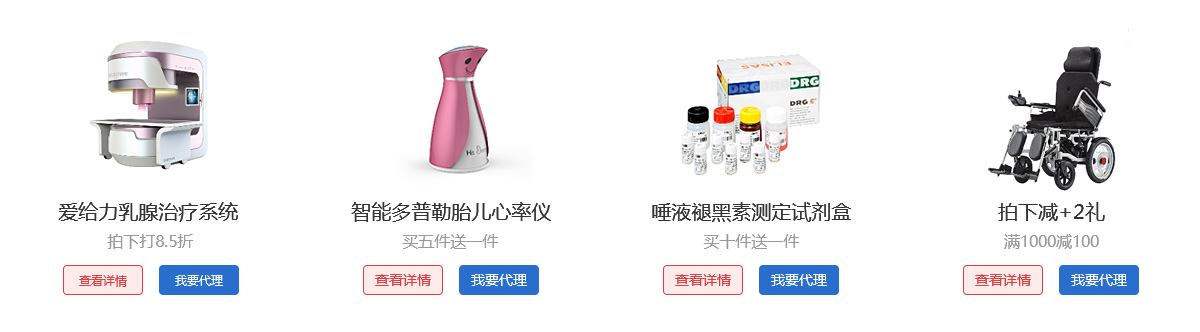 ELISAS
DRG
DRG
爱给力乳腺治疗系统
智能多普勒胎儿心率仪
唾液褪黑素测定试剂盒
拍下减+2礼
拍下打8.5折
买五件送一件
买十件送一件
满1000减100
查看详情
我要代理
查看详情
我要代理
查看详情
我要代理
查看详情
我要代理